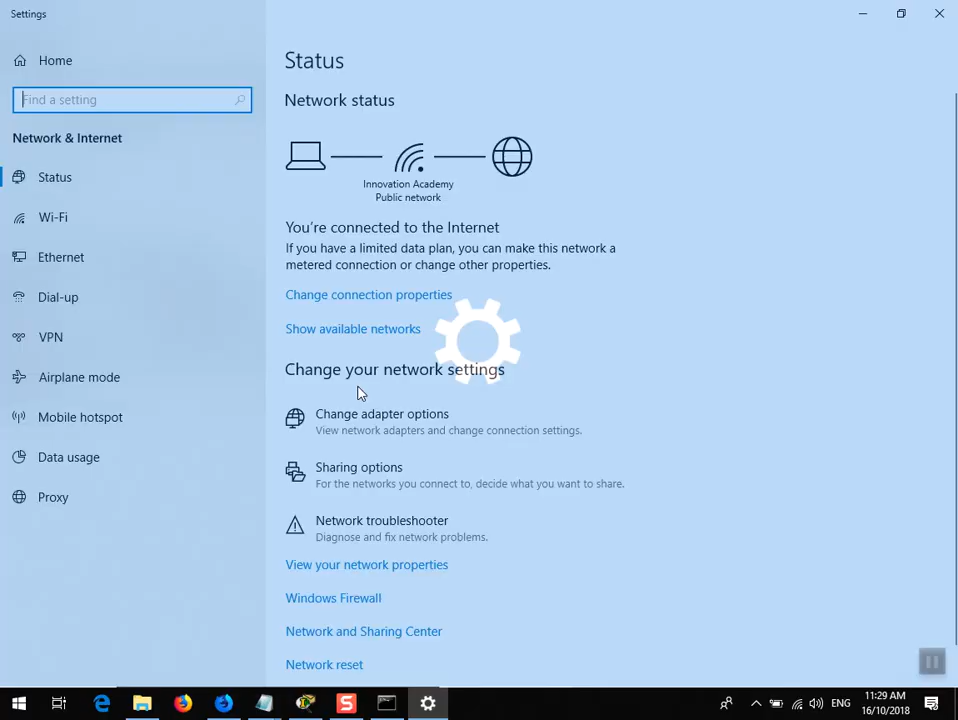 Settings
Home
Find a setting
Network & Internet
Status
Wi-Fi
Ethernet
Dial-up
VPN
Airplane mode
Mobile hotspot
Data usage
Proxy
Status
Network status
Innovation Academy
Public network
You're connected to the Internet
If you have a limited data plan, you can make this network a
metered connection or change other properties.
Change connection properties
Show available networks
Change your network settings
Change adapter options
View network adapters and change connection settings.
Sharing options
For the networks you connect to, decide what you want to share.
Network troubleshooter
Diagnose and fix network problems.
View your network properties
Windows Firewall
Network and Sharing Center
Network reset
ENG
11:29 AM
16/10/2018